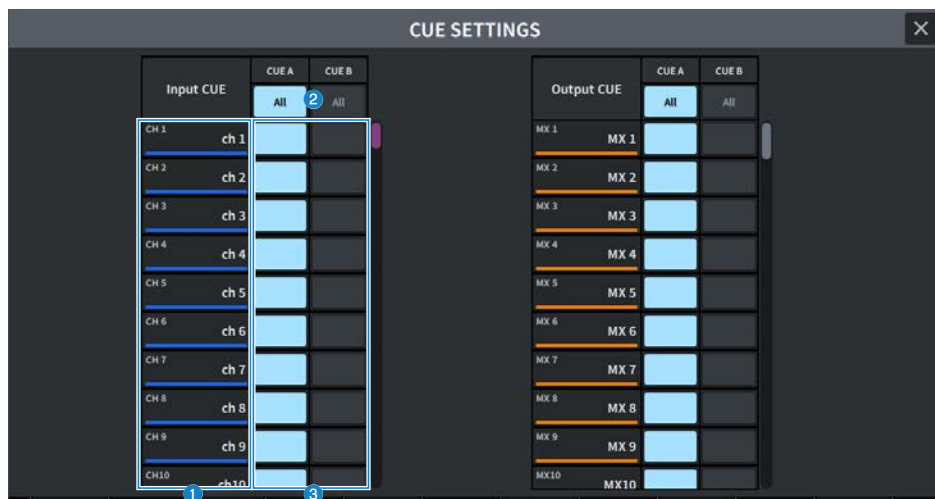 CUE SETTINGS
Input CUE
CUE A
CUE B
All
2
All
CH 1
ch 1
CH 2
ch 2
CH 3
ch 3
CH 4
ch 4
CH 5
ch 5
CH 6
ch 6
CH 7
ch 7
CH 8
ch 8
CH 9
ch 9
CH10
ch10
1
3
Output CUE
CUE A
CUE B
All
All
MX 1
MX 1
MX 2
MX 2
MX 3
MX 3
MX 4
MX 4
MX 5
MX 5
MX 6
MX 6
MX 7
MX 7
MX 8
MX 8
MX 9
MX 9
MX10
MX10